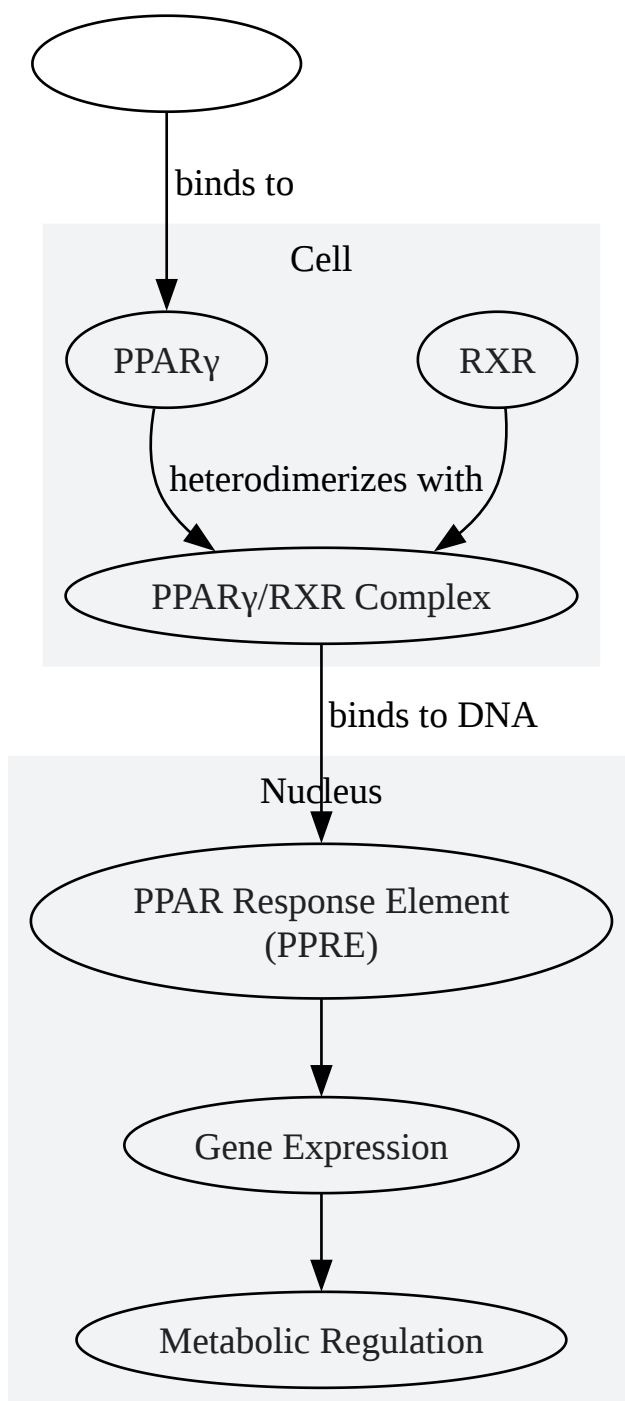 binds to
Cell
PPARγ
RXR
heterodimerizes with
PPARγ/RXR Complex
binds to DNA
Nucleus
PPAR Response Element
(PPRE)
Gene Expression
Metabolic Regulation